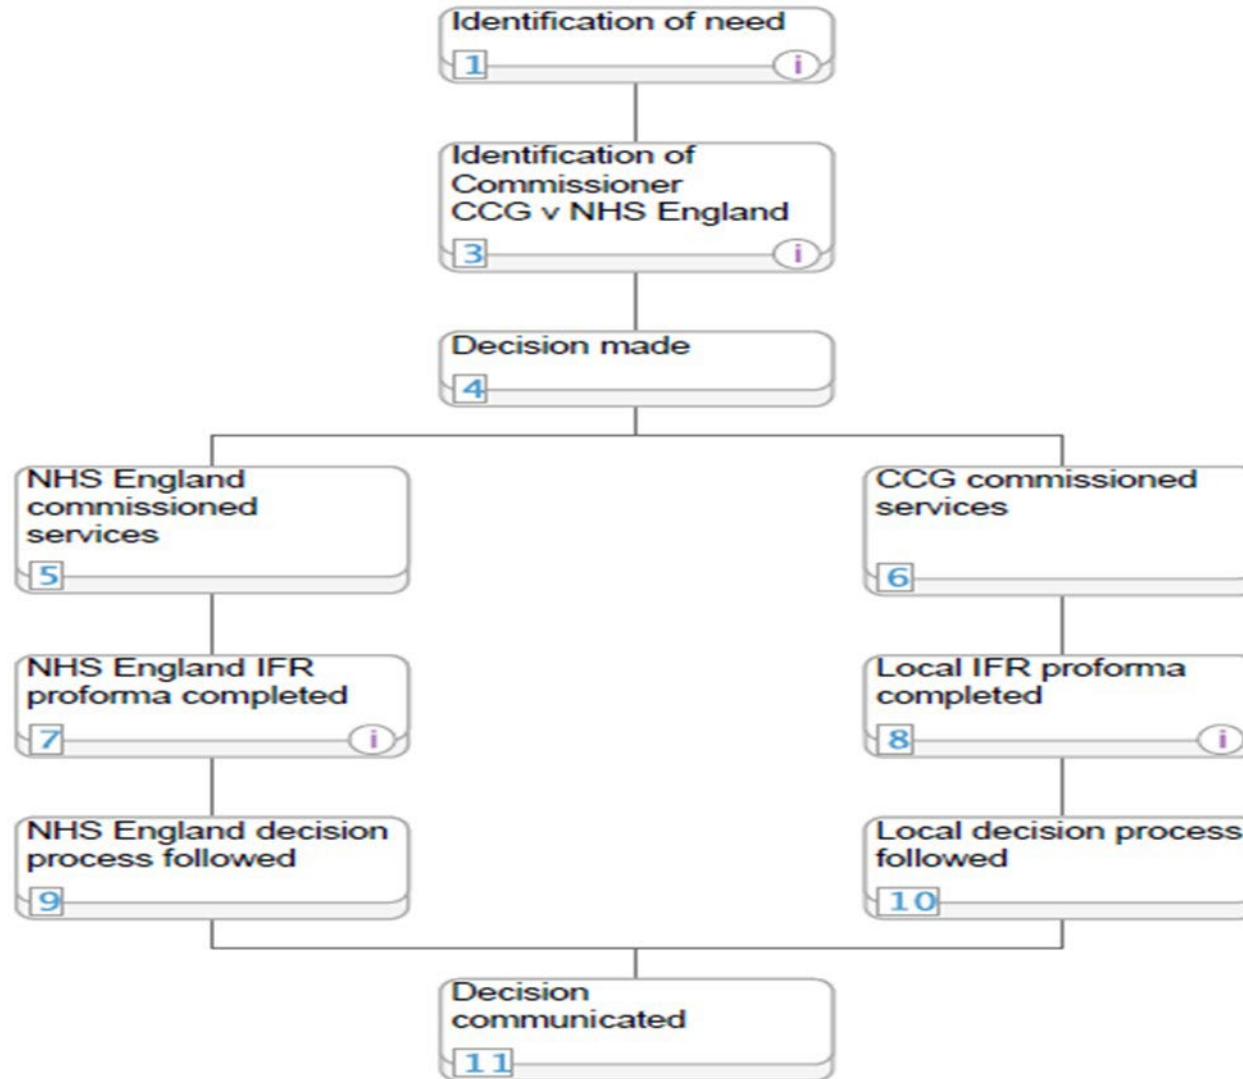 Identification of need
1 i
Identification of
Commissioner
CCG v NHS England
3 i
Decision made
4
NHS England
commissioned
services
5
CCG commissioned
services
6
NHS England IFR
proforma completed
7 i
Local IFR proforma
completed
8 i
NHS England decision
process followed
9
Local decision process
followed
10
Decision
communicated
11